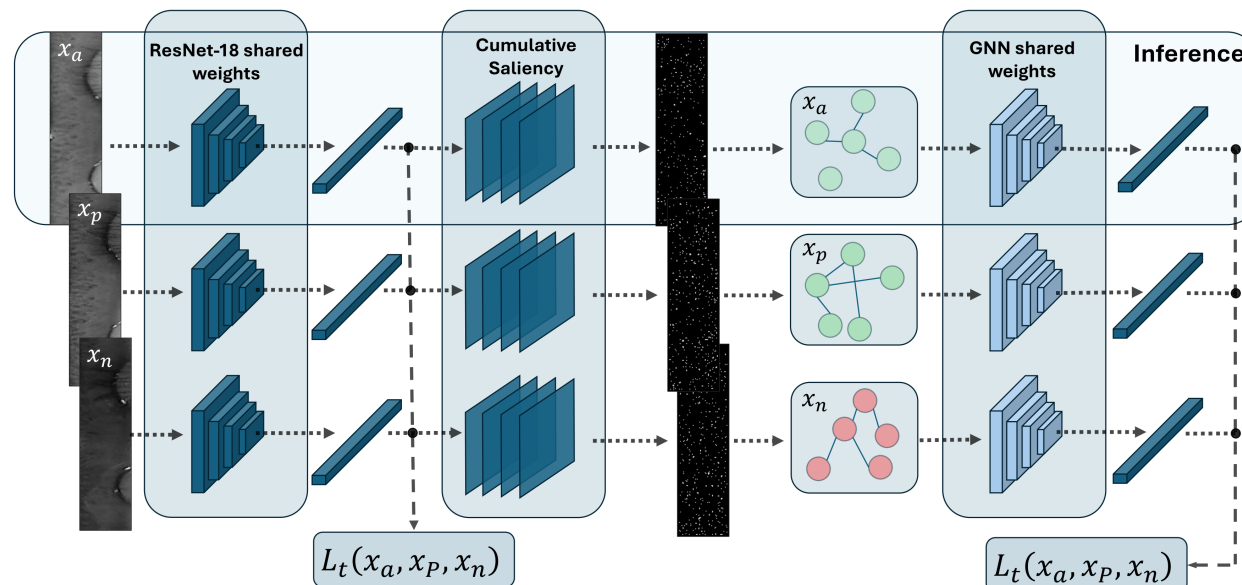 x_a
ResNet-18 shared
weights
Cumulative
Saliency
GNN shared
weights
Inference
x_a
x_p
x_p
x_n
x_n
L_t(x_a, x_P, x_n)
L_t(x_a, x_P, x_n)